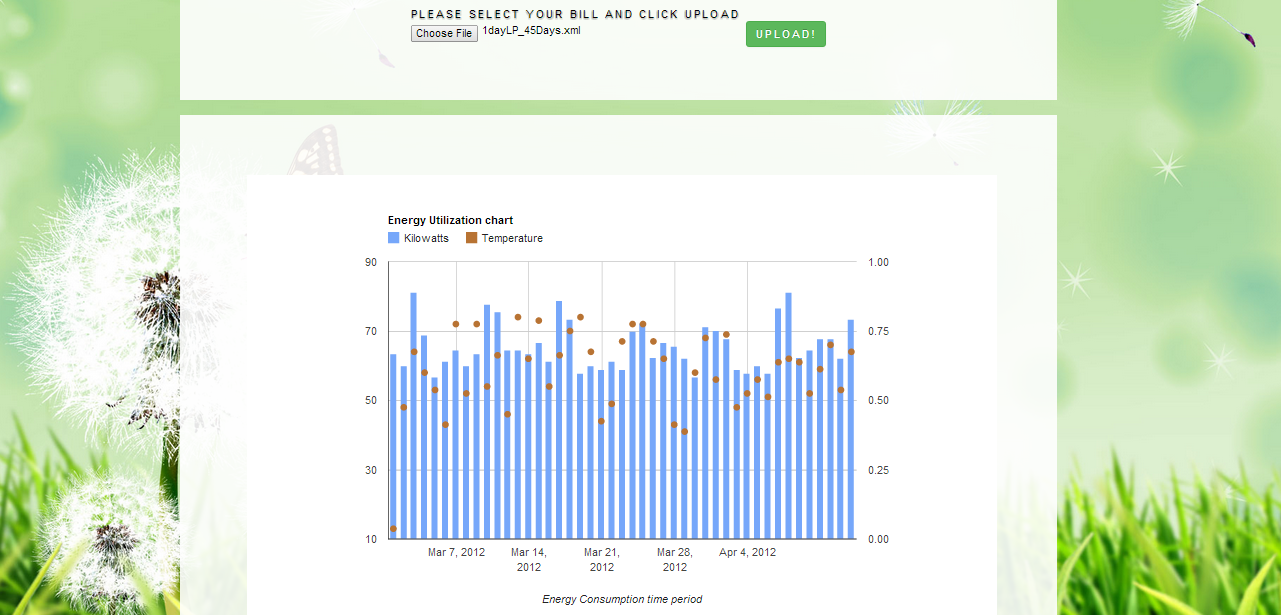 PLEASE SELECT YOUR BILL AND CLICK UPLOAD
Choose File 1dayLP_45Days.xml UPLOAD!
Energy Utilization chart
Kilowatts Temperature
90 1.00
70 0.75
50 0.50
30 0.25
10 0.00
Mar 7, 2012 Mar 14, Mar 21, Mar 28, Apr 4, 2012
2012 2012 2012
Energy Consumption time period